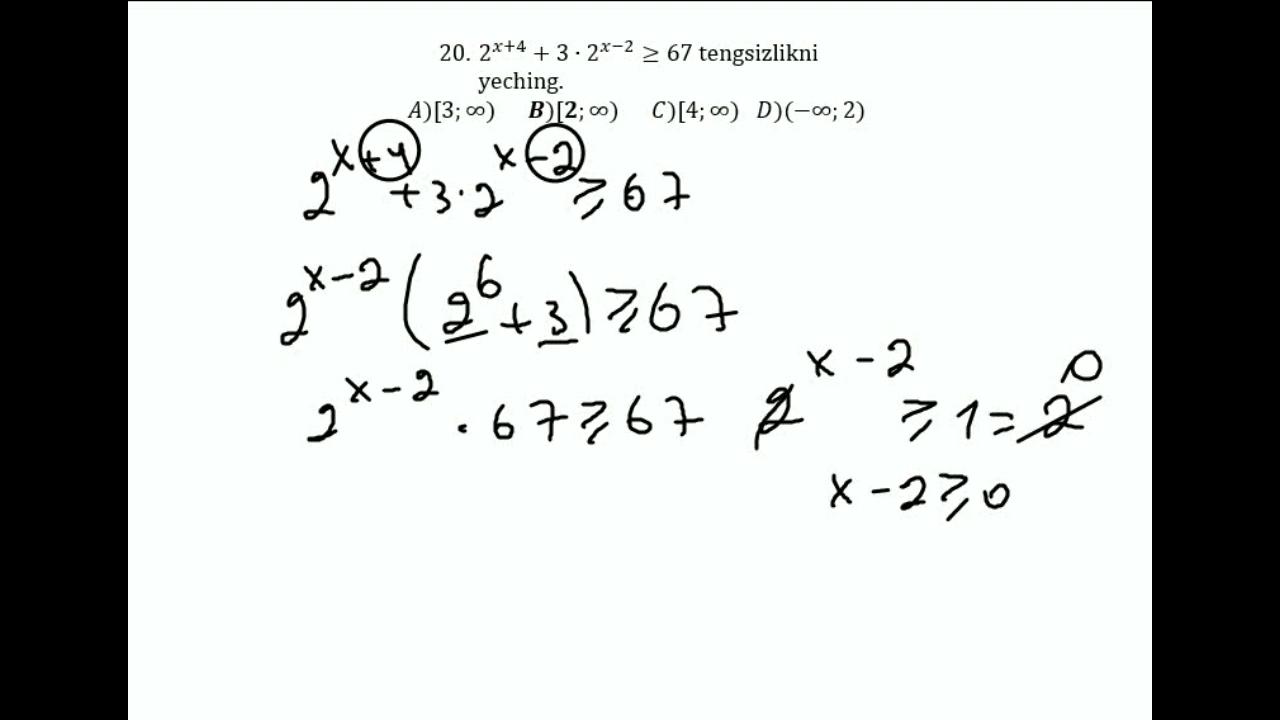 20. 2^{x+4} + 3 · 2^{x−2} ≥ 67 tengsizlikni
yeching.
A)[3; ∞) B)[2; ∞) C)[4; ∞) D)(−∞; 2)
2^{x+4} + 3 · 2^{x−2} ≥ 67
2^{x−2} (2^6 + 3) ≥ 67
2^{x−2} · 67 ≥ 67
2^{x−2} ≥ 1 = 2^0
x − 2 ≥ 0